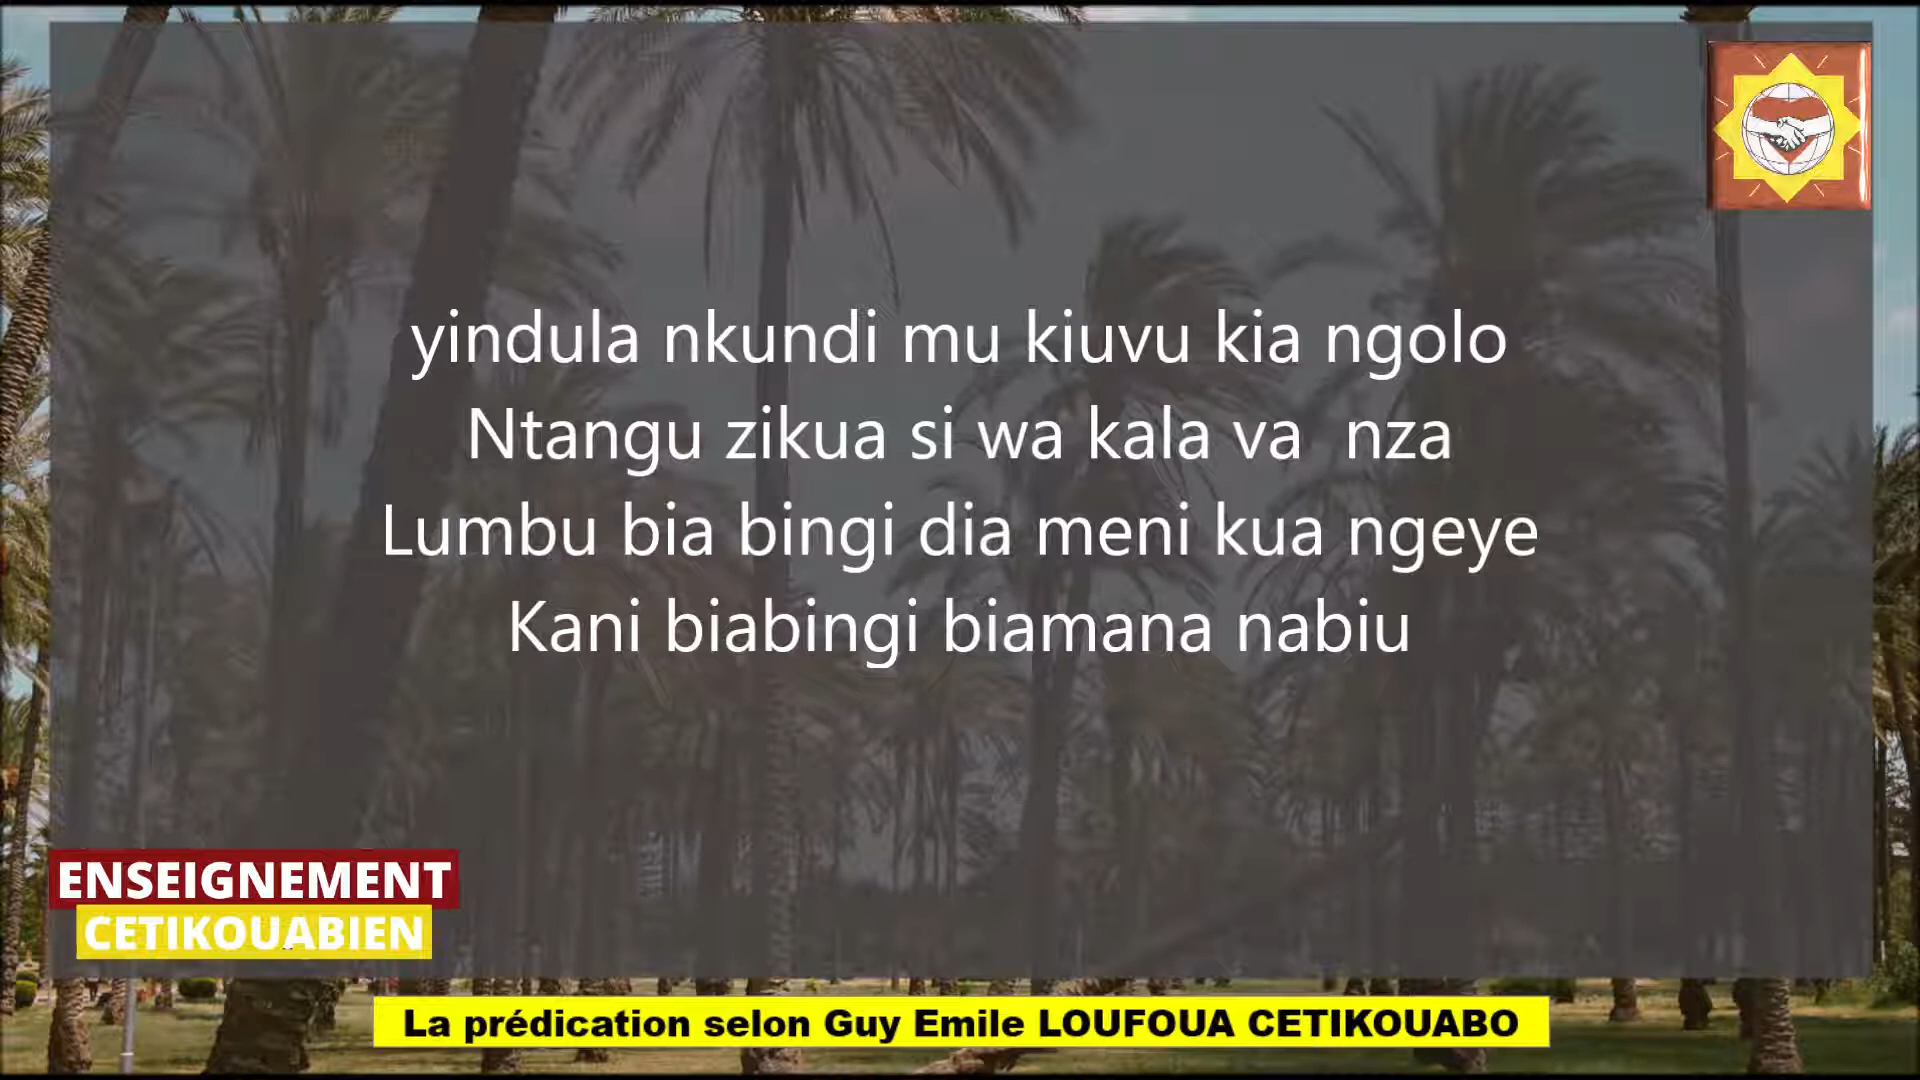 yindula nkundi mu kiuvu kia ngolo
Ntangu zikua si wa kala va  nza
Lumbu bia bingi dia meni kua ngeye
Kani biabingi biamana nabiu
ENSEIGNEMENT
CETIKOUABIEN
La prédication selon Guy Emile LOUFOUA CETIKOUABO